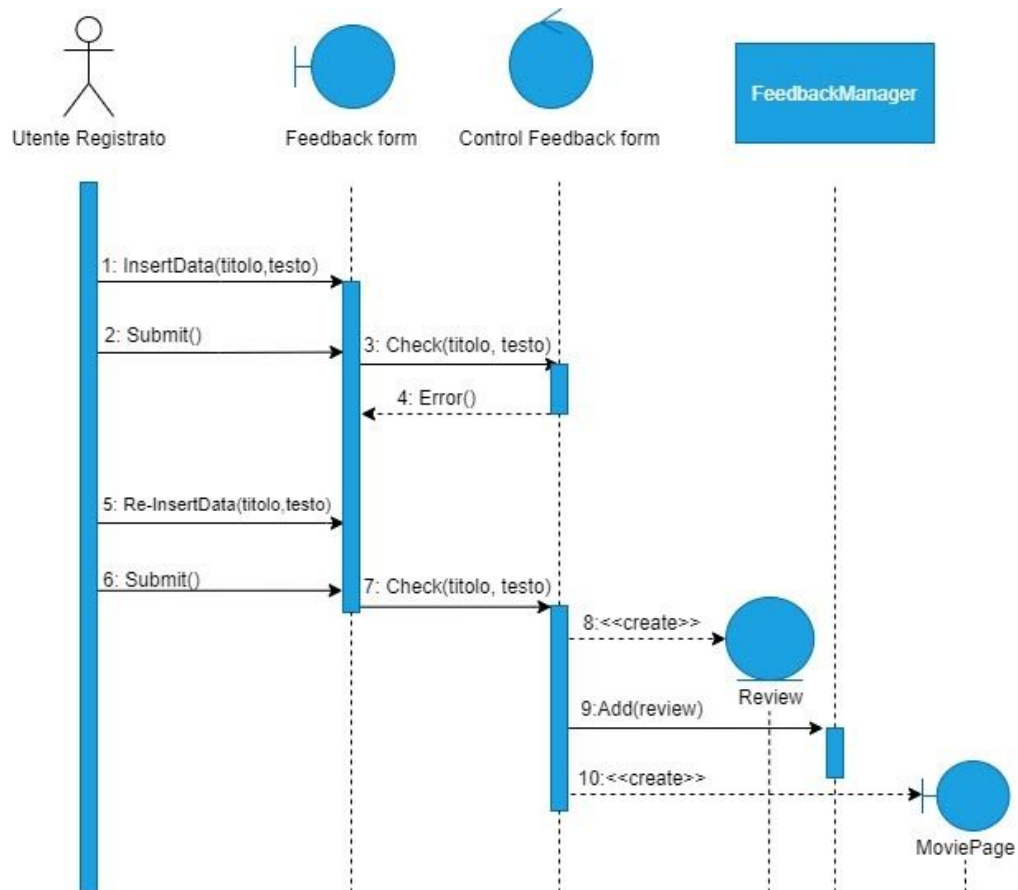 FeedbackManager
Utente Registrato
Feedback form
Control Feedback form
1: InsertData(titolo,testo)
2: Submit()
3: Check(titolo, testo)
4: Error()
5: Re-InsertData(titolo,testo)
6: Submit()
7: Check(titolo, testo)
8:<<create>>
Review
9:Add(review)
10:<<create>>
MoviePage